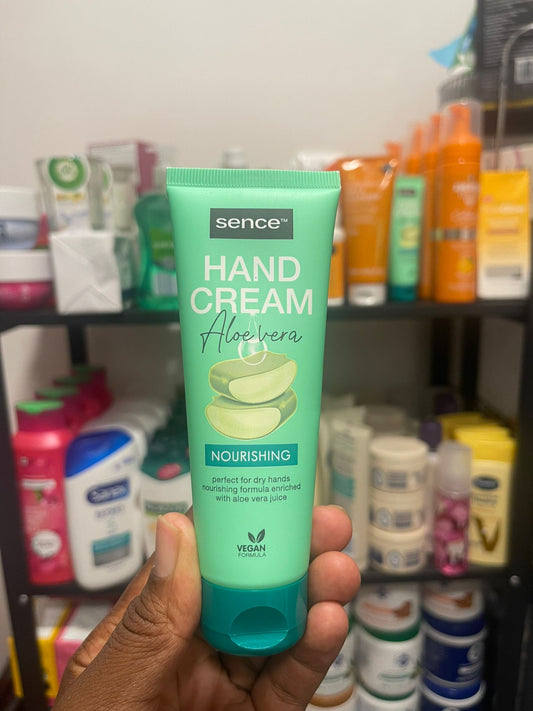 sence™
HAND
CREAM
Aloe vera
NOURISHING
perfect for dry hands
nourishing formula enriched
with aloe vera juice
VEGAN
FORMULA